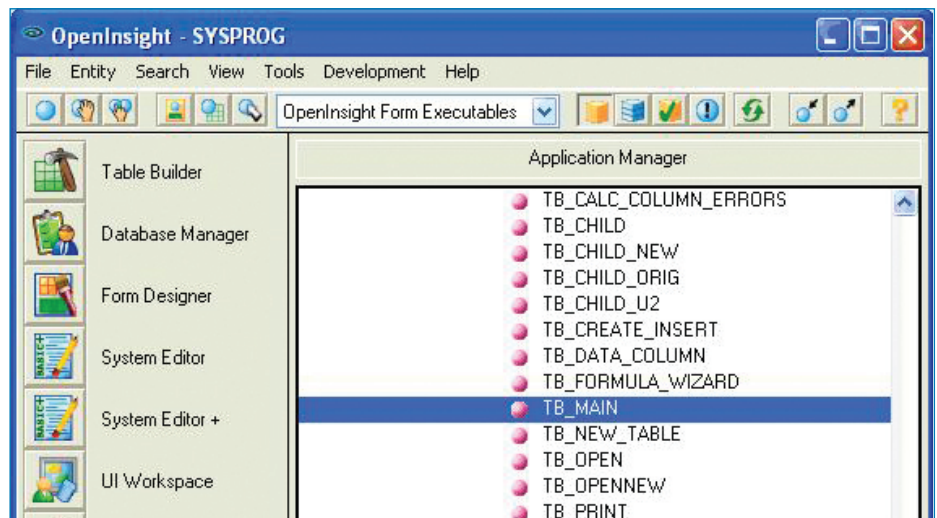 OpenInsight - SYSPROG
File Entity Search View Tools Development Help
OpenInsight Form Executables
Table Builder
Database Manager
Form Designer
System Editor
System Editor +
UI Workspace
Application Manager
TB_CALC_COLUMN_ERRORS
TB_CHILD
TB_CHILD_NEW
TB_CHILD_ORIG
TB_CHILD_U2
TB_CREATE_INSERT
TB_DATA_COLUMN
TB_FORMULA_WIZARD
TB_MAIN
TB_NEW_TABLE
TB_OPEN
TB_OPENNEW
TB_PRINT